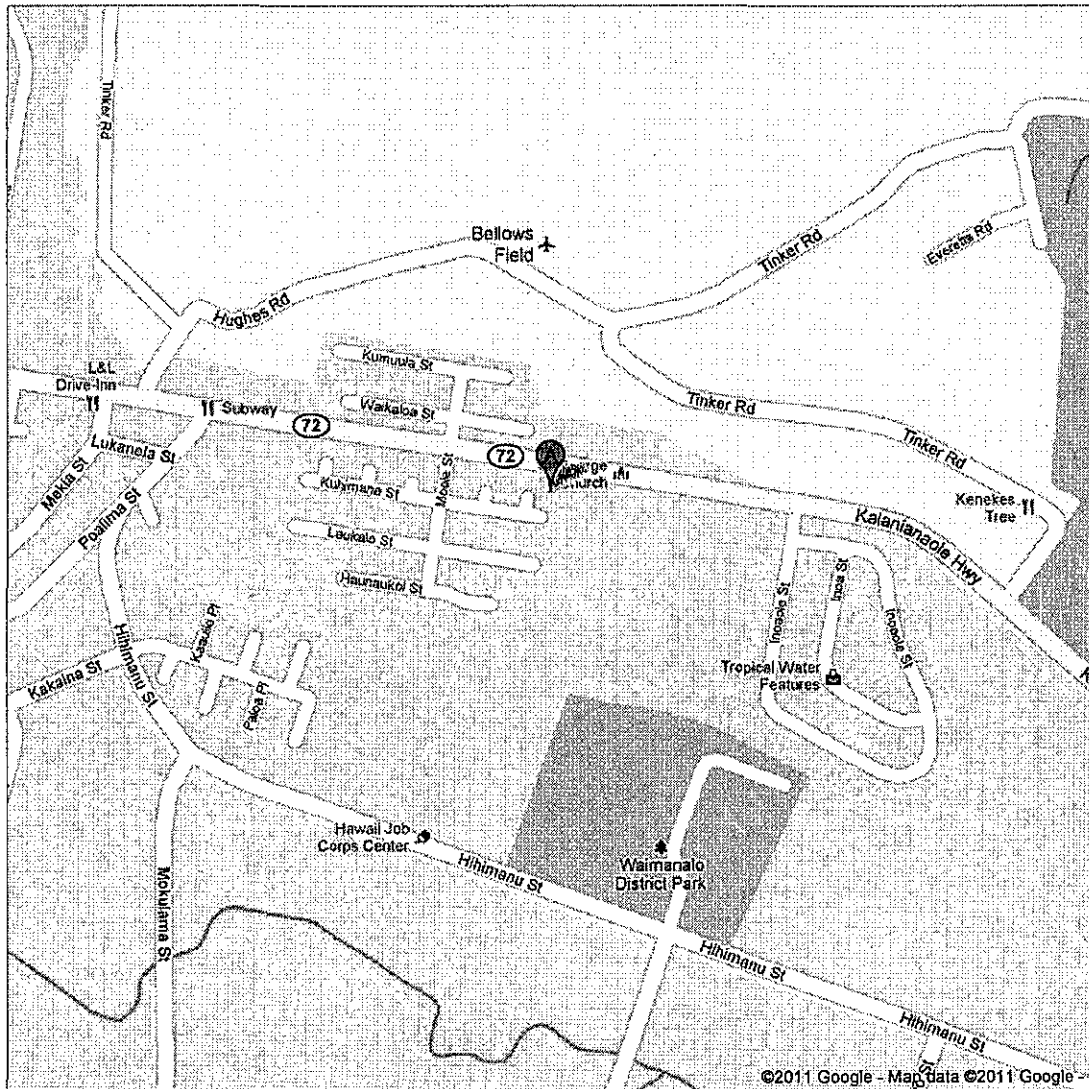 Tinker Rd
Bellows
Field
Tinker Rd
Everetts Rd
Hughes Rd
L&L
Drive-Inn
Subway
72
Kumuula St
Waikaloa St
72
Church
Tinker Rd
Tinker Rd
Kenekes
Tree
Kalanianaole Hwy
Lukanela St
Mekia St
Poalima St
Kuhimana St
Moole St
Laukalo St
Haunaukoi St
Inoaole St
Inoa St
Inoaole St
Tropical Water
Features
Kakaina St
Hihimanu St
Kaaukei Pl
Paloa Pl
Hawaii Job
Corps Center
Hihimanu St
Waimanalo
District Park
Mokulama St
Hihimanu St
Hihimanu St
©2011 Google - Map data ©2011 Google -